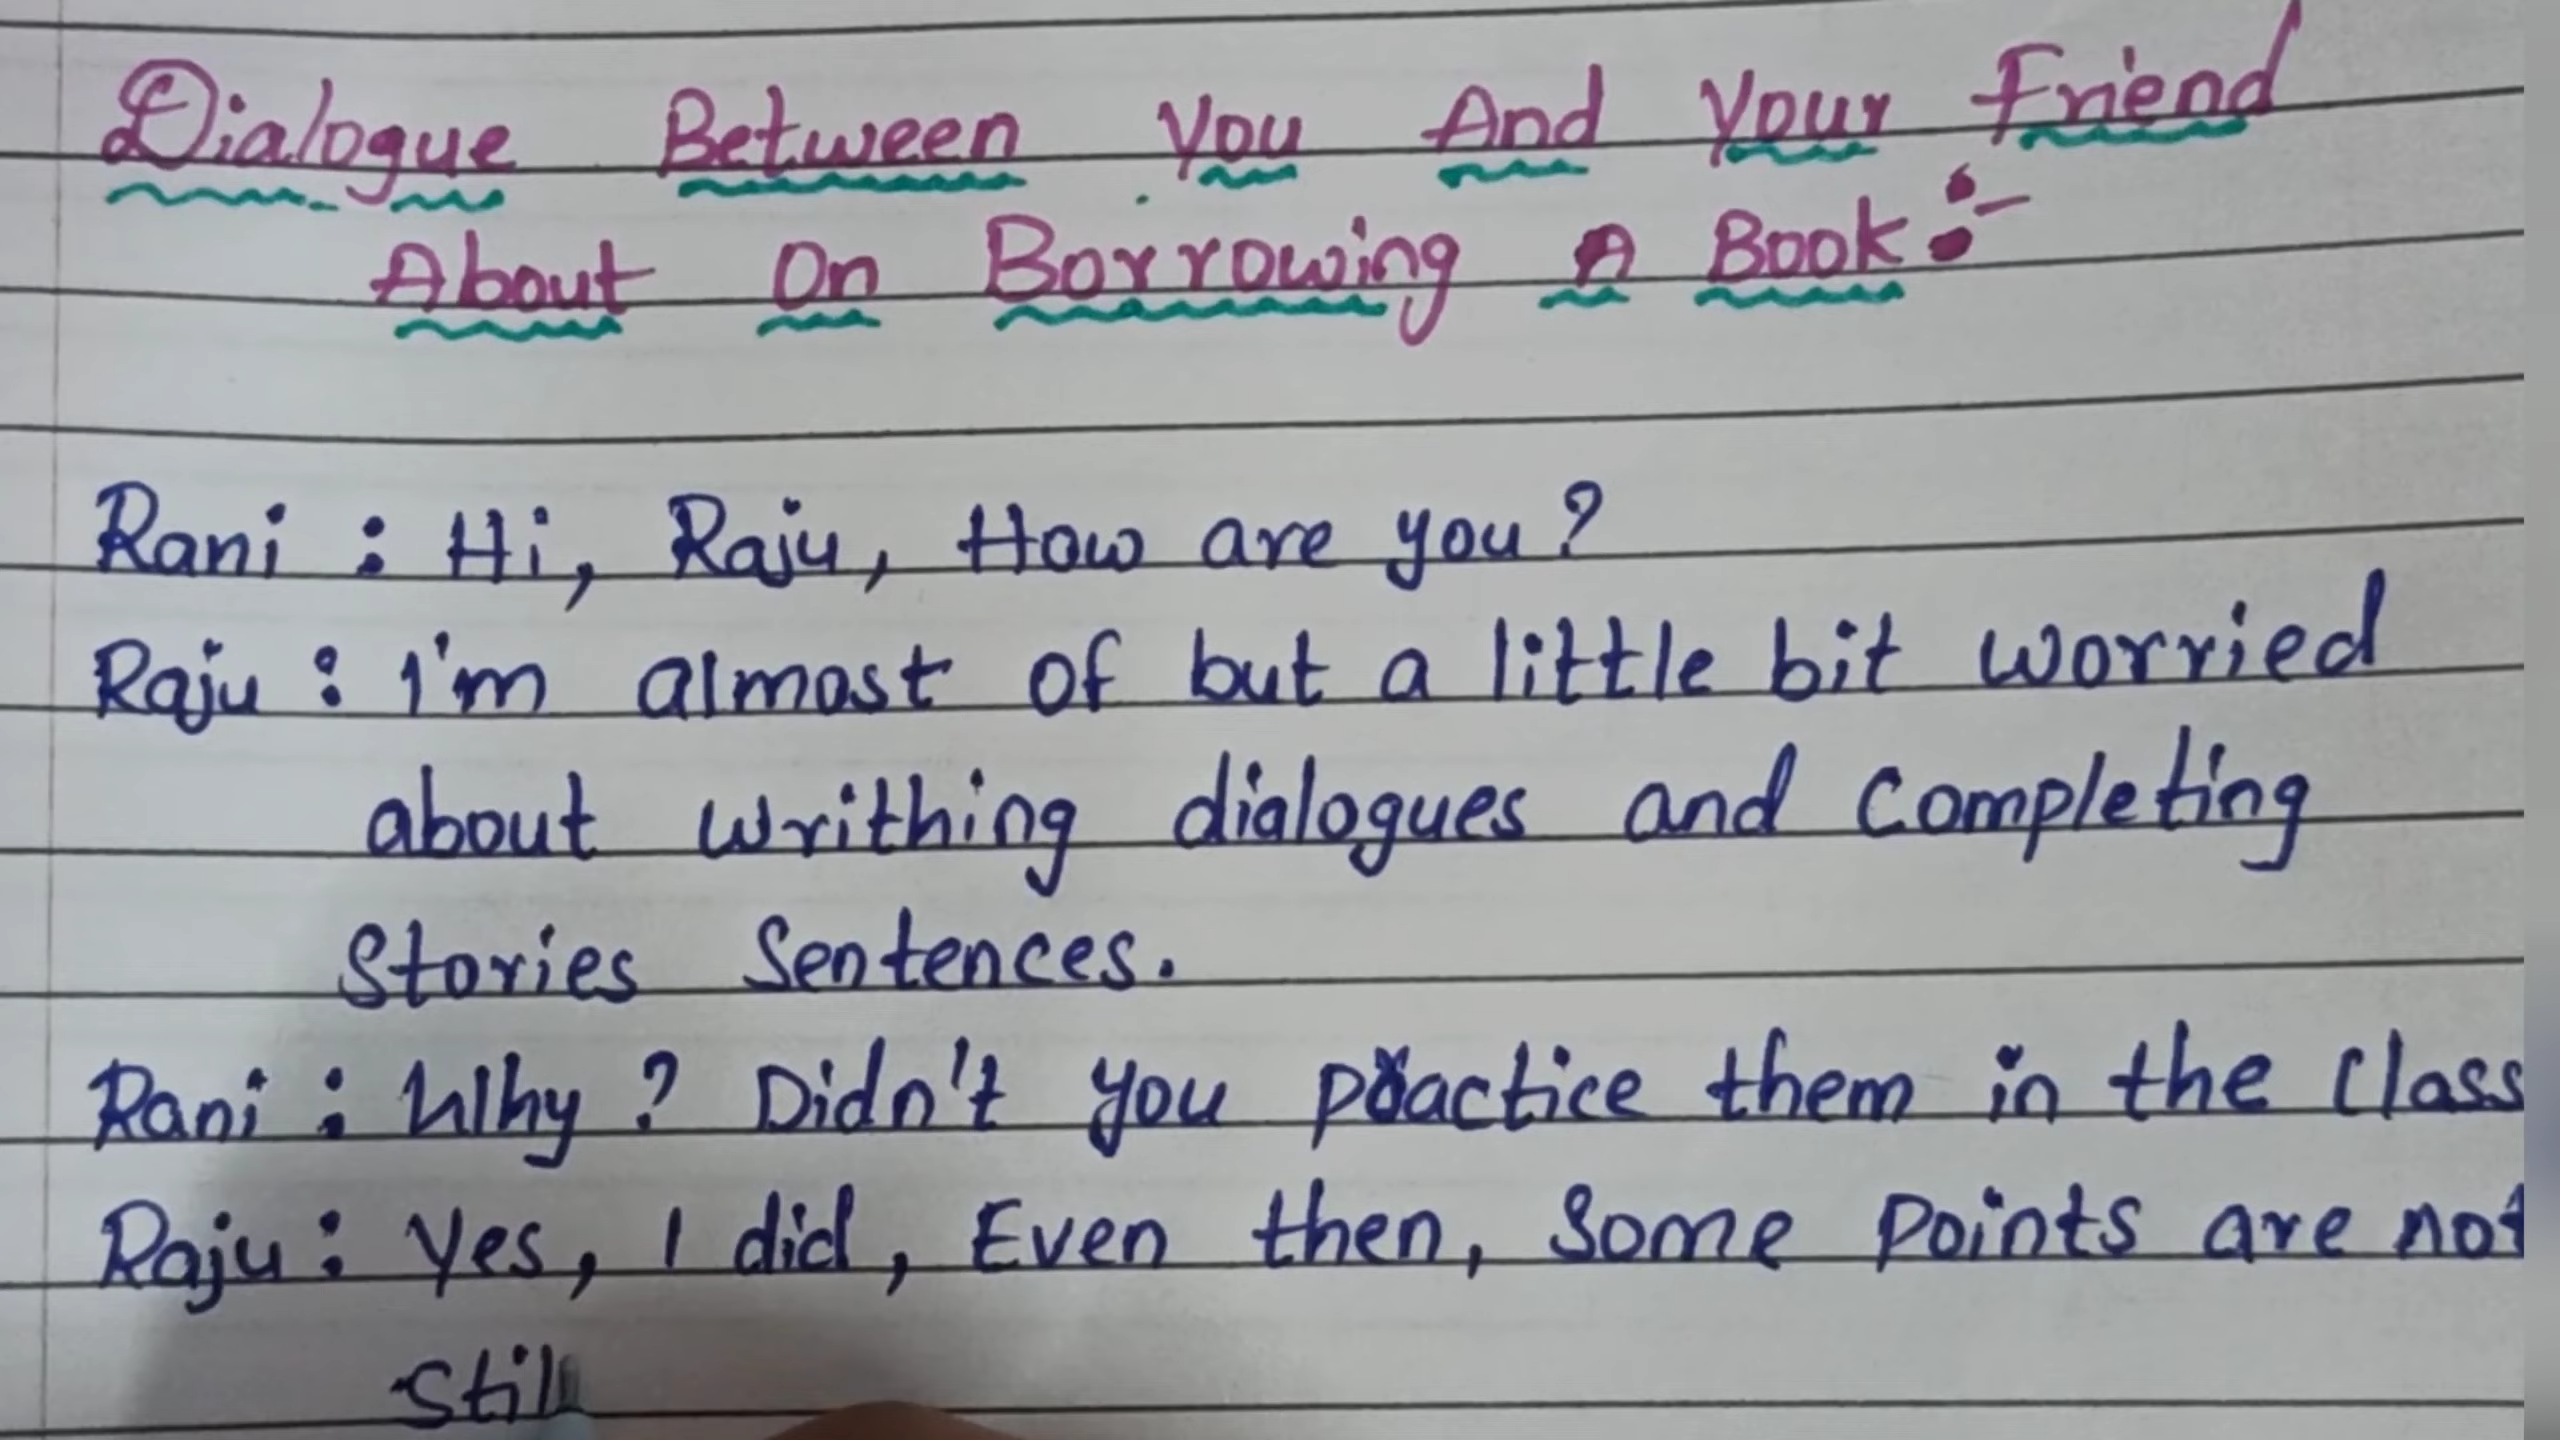 Dialogue Between You And Your Friend
About On Borrowing A Book:-
Rani : Hi, Raju, How are you?
Raju : I'm almost of but a little bit worried
about writhing dialogues and Completing
Stories Sentences.
Rani : Why? Didn't you practice them in the Class
Raju : Yes, I did, Even then, Some Points are not
Still